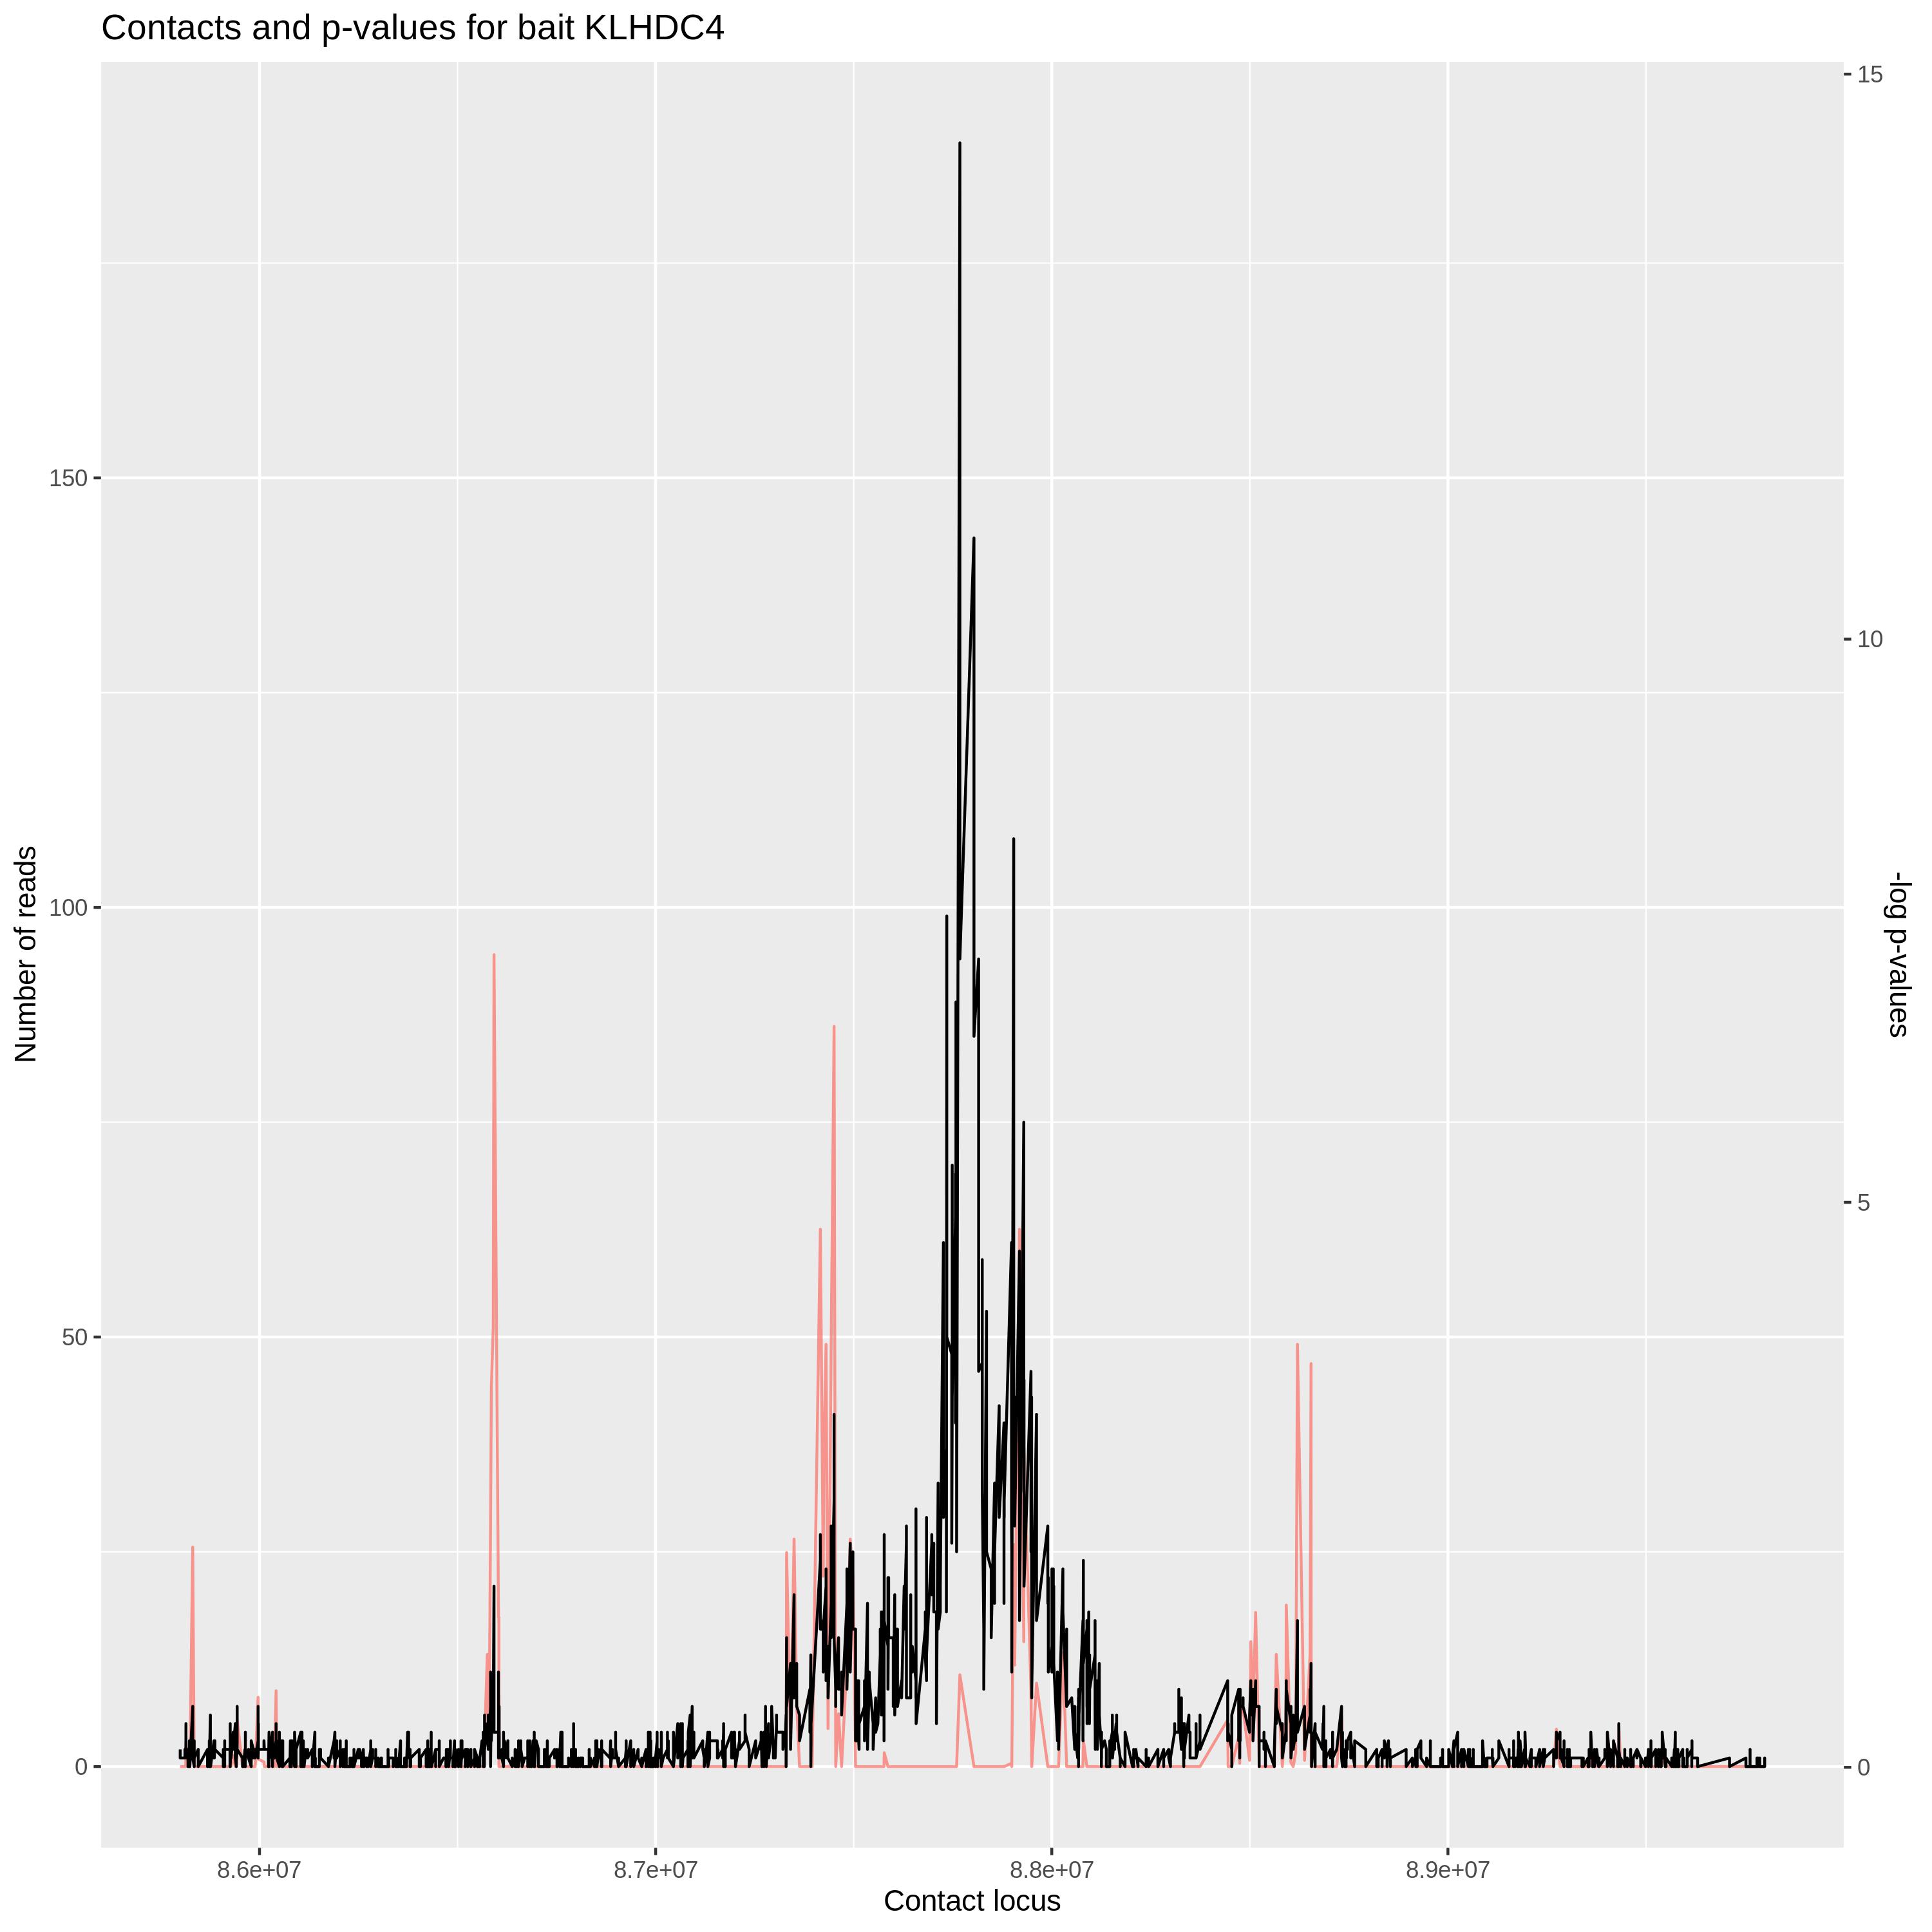 Contacts and p-values for bait KLHDC4
15
150
10
100
5
50
0
0
Number of reads
-log p-values
8.6e+07
8.7e+07
8.8e+07
8.9e+07
Contact locus